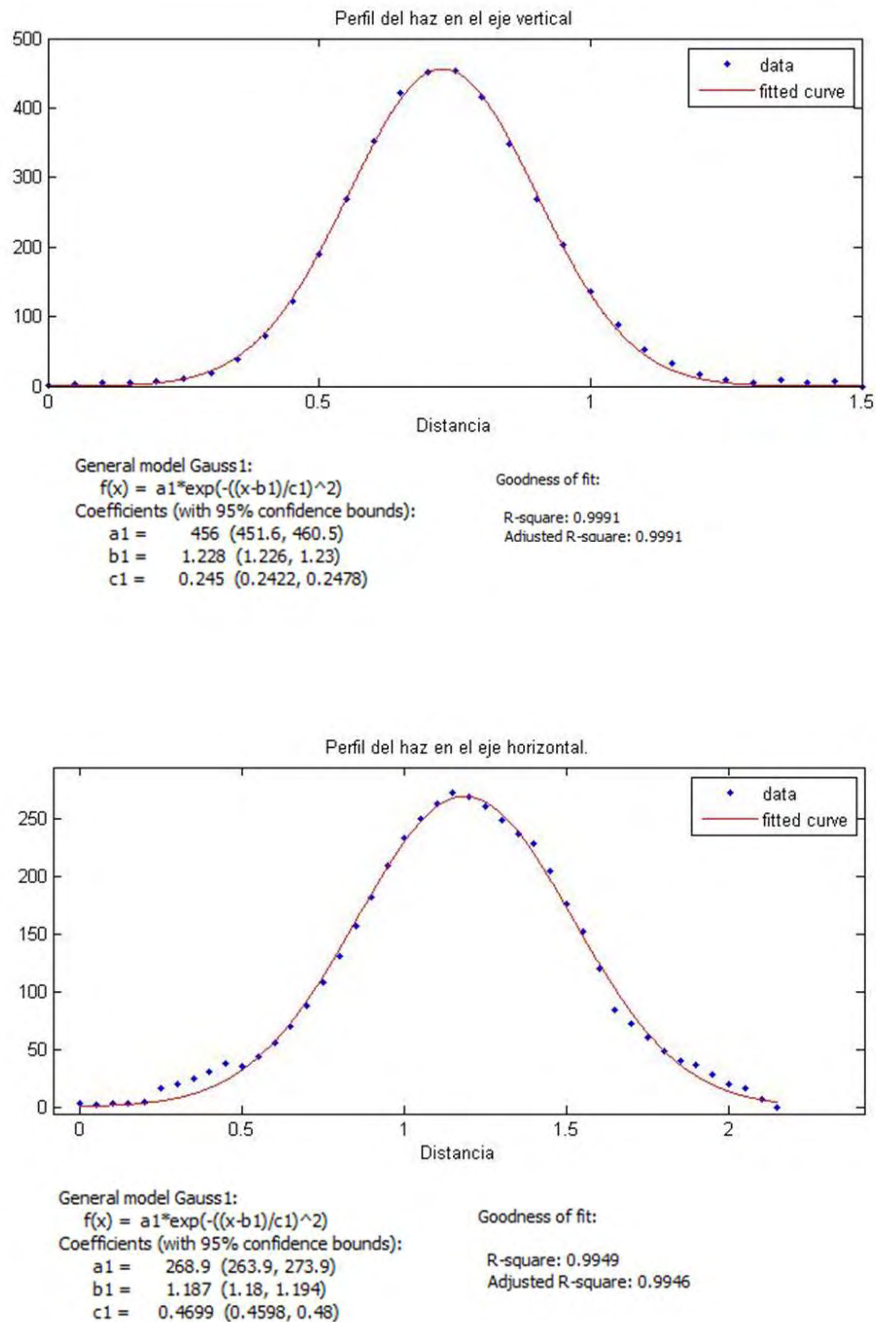 Perfil del haz en el eje vertical
500
400
300
200
100
0
data
fitted curve
0 0.5 1 1.5
Distancia
General model Gauss1:
f(x) = a1*exp(-((x-b1)/c1)^2)
Coefficients (with 95% confidence bounds):
a1 = 456 (451.6, 460.5)
b1 = 1.228 (1.226, 1.23)
c1 = 0.245 (0.2422, 0.2478)
Goodness of fit:
R-square: 0.9991
Adjusted R-square: 0.9991
Perfil del haz en el eje horizontal.
250
200
150
100
50
0
data
fitted curve
0 0.5 1 1.5 2
Distancia
General model Gauss1:
f(x) = a1*exp(-((x-b1)/c1)^2)
Coefficients (with 95% confidence bounds):
a1 = 268.9 (263.9, 273.9)
b1 = 1.187 (1.18, 1.194)
c1 = 0.4699 (0.4598, 0.48)
Goodness of fit:
R-square: 0.9949
Adjusted R-square: 0.9946